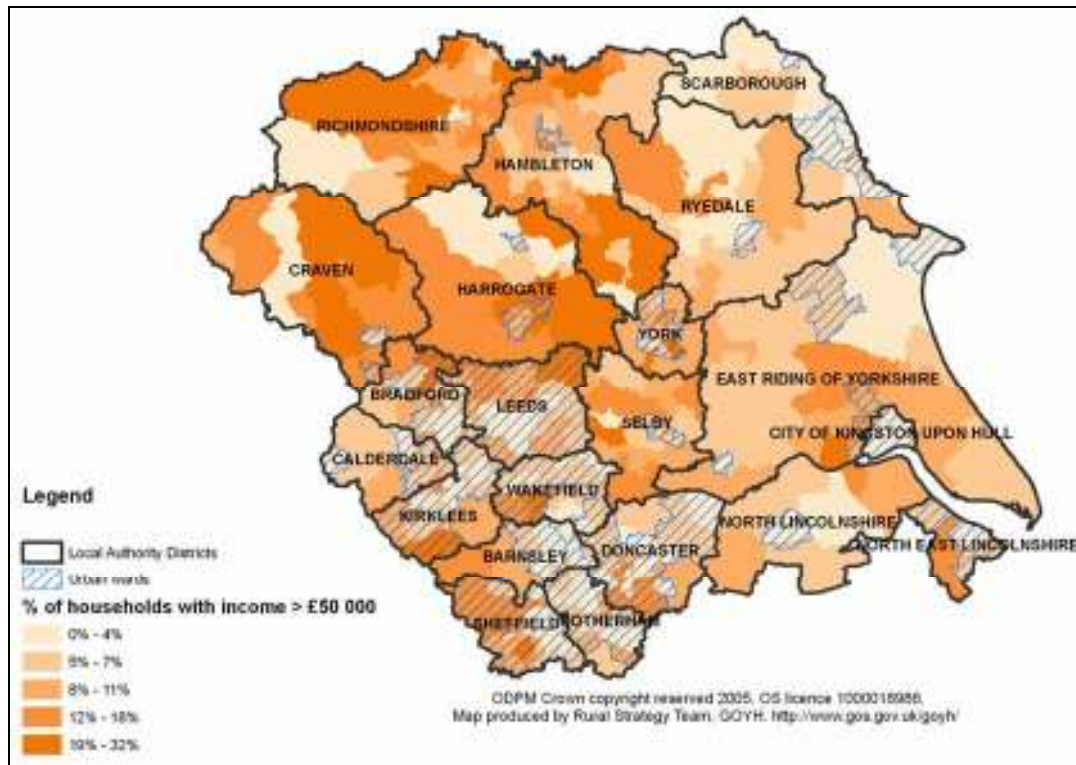 SCARBOROUGH
RICHMONDSHIRE
HAMBLETON
RYEDALE
CRAVEN
HARROGATE
YORK
EAST RIDING OF YORKSHIRE
BRADFORD
LEEDS
SELBY
CITY OF KINGSTON UPON HULL
CALDERDALE
WAKEFIELD
KIRKLEES
NORTH LINCOLNSHIRE
BARNSLEY
DONCASTER
NORTH EAST LINCOLNSHIRE
SHEFFIELD
ROTHERHAM
Legend
Local Authority Districts
Urban wards
% of households with income > £50 000
0% - 4%
5% - 7%
8% - 11%
12% - 18%
19% - 32%
ODPM Crown copyright reserved 2005. OS licence 1000018986.
Map produced by Rural Strategy Team, GOYH. http://www.gos.gov.uk/goyh/